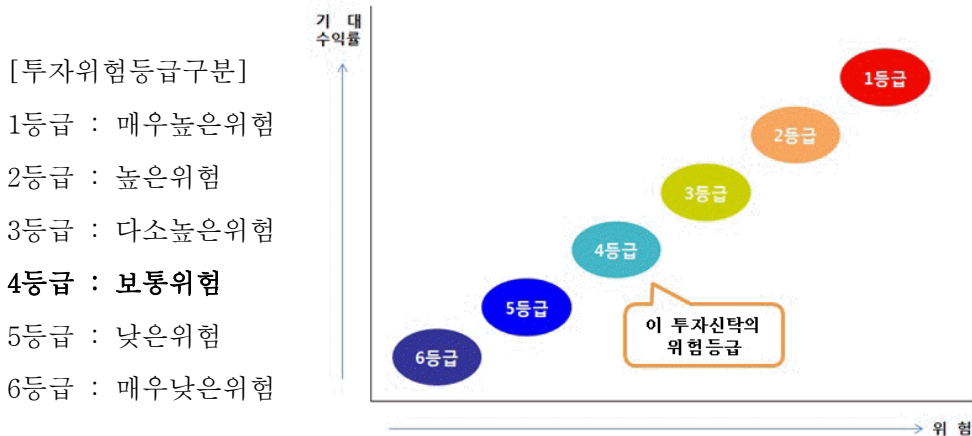 [투자위험등급구분]
1등급 : 매우높은위험
2등급 : 높은위험
3등급 : 다소높은위험
4등급 : 보통위험
5등급 : 낮은위험
6등급 : 매우낮은위험
기 대
수익률
1등급
2등급
3등급
4등급
5등급
6등급
이 투자신탁의
위험등급
위 험